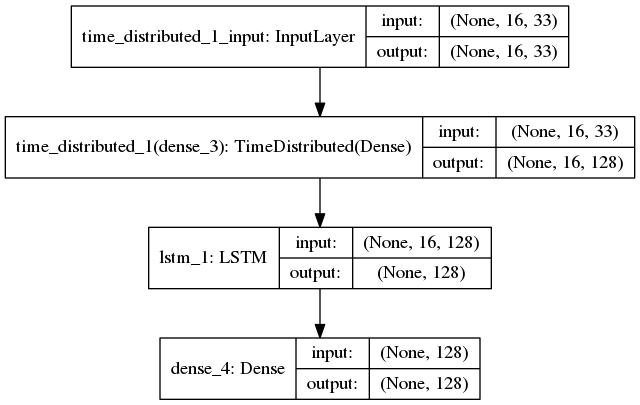 time_distributed_1_input: InputLayer
input: (None, 16, 33)
output: (None, 16, 33)
time_distributed_1(dense_3): TimeDistributed(Dense)
input: (None, 16, 33)
output: (None, 16, 128)
lstm_1: LSTM
input: (None, 16, 128)
output: (None, 128)
dense_4: Dense
input: (None, 128)
output: (None, 128)